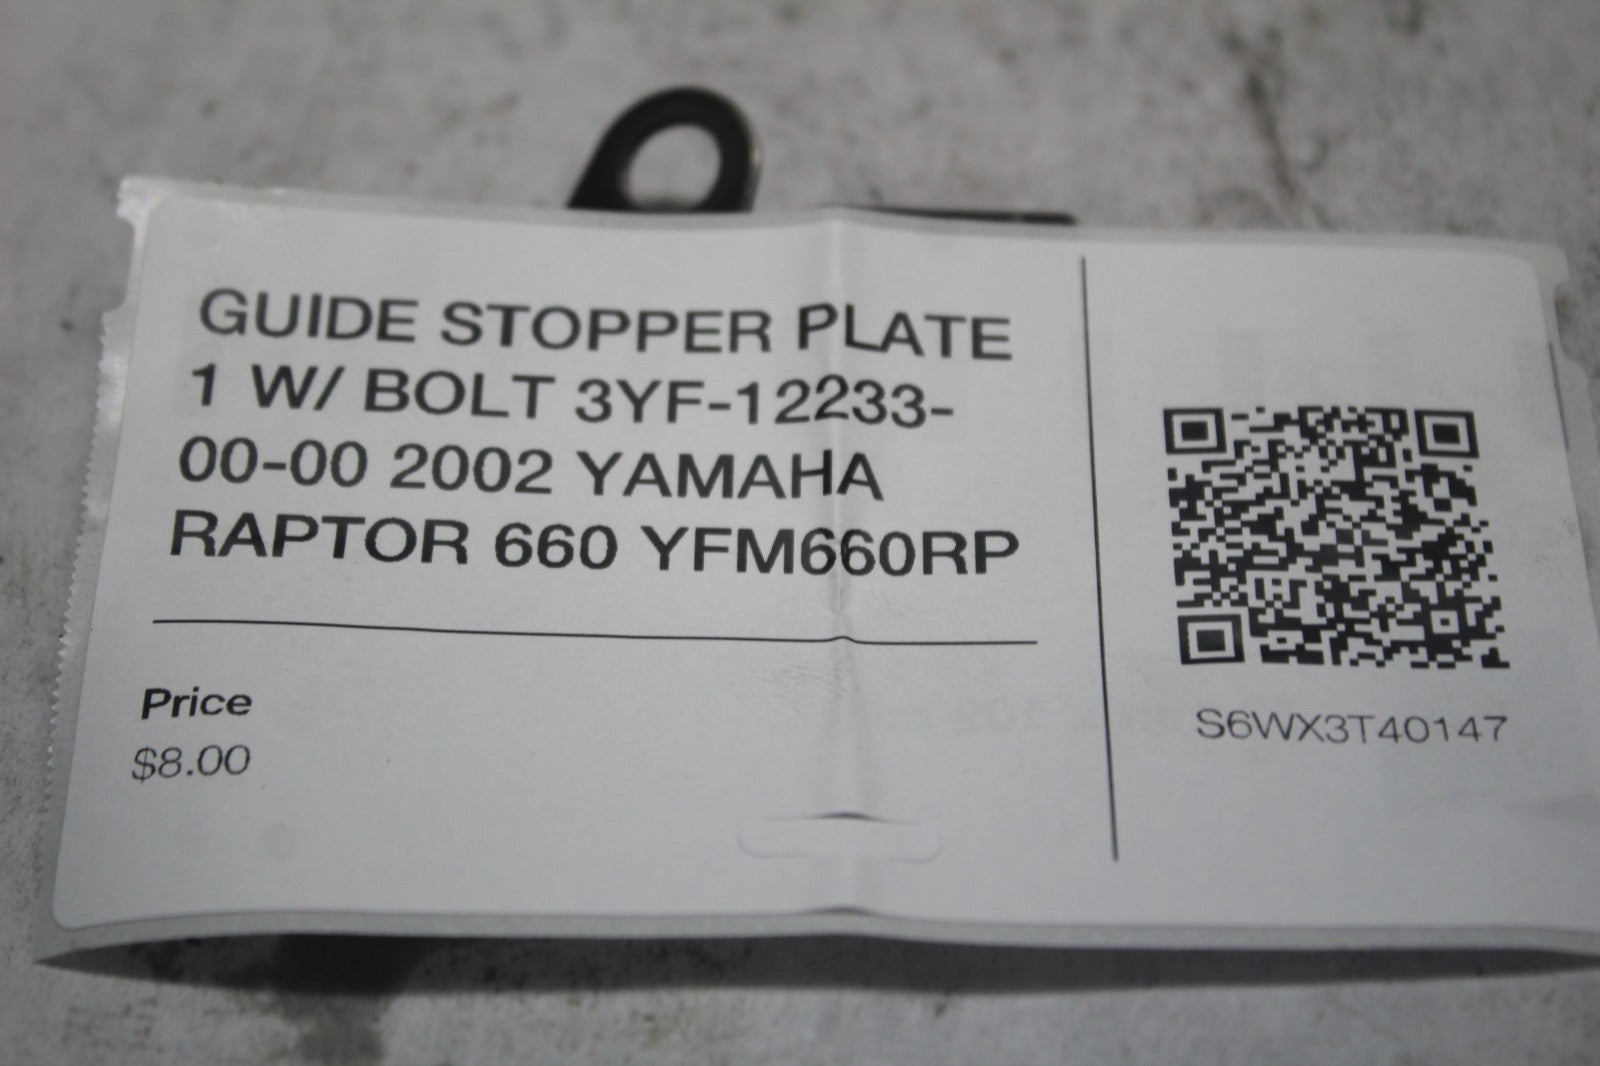 GUIDE STOPPER PLATE
1 W/ BOLT 3YF-12233-
00-00 2002 YAMAHA
RAPTOR 660 YFM660RP
Price
$8.00
S6WX3T40147